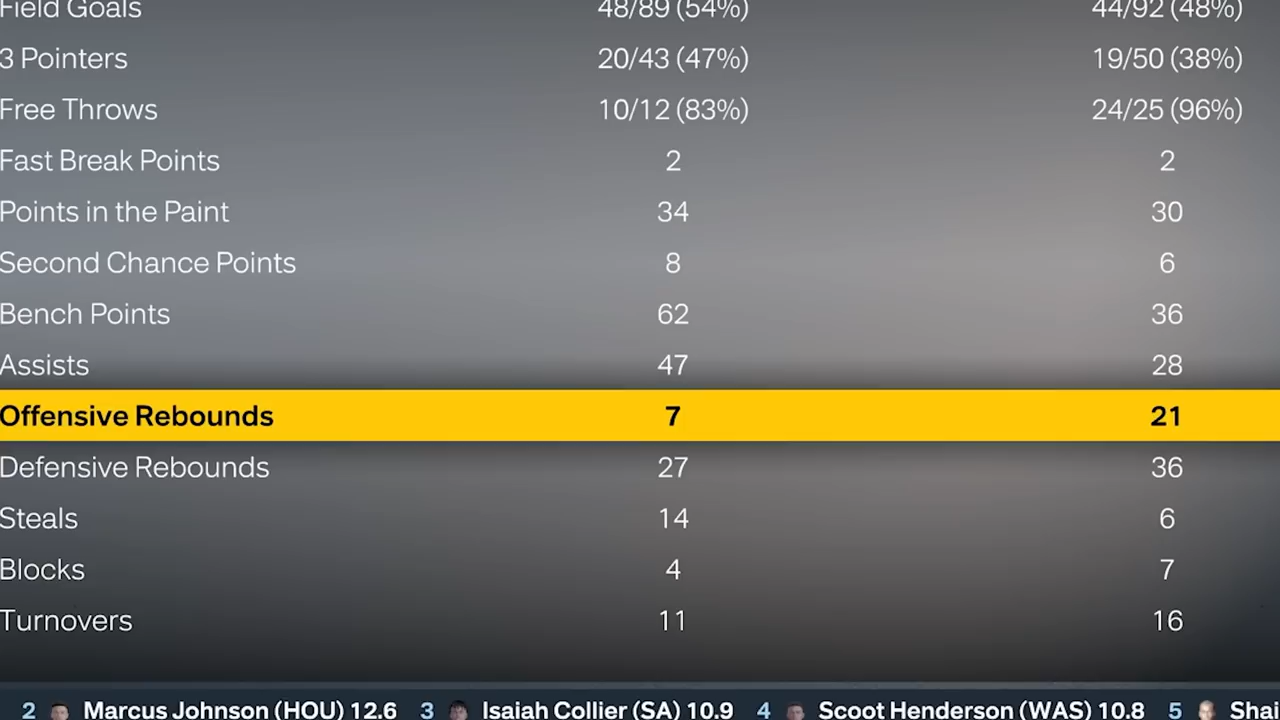 Field Goals 48/89 (54%) 44/92 (48%)
3 Pointers 20/43 (47%) 19/50 (38%)
Free Throws 10/12 (83%) 24/25 (96%)
Fast Break Points 2 2
Points in the Paint 34 30
Second Chance Points 8 6
Bench Points 62 36
Assists 47 28
Offensive Rebounds 7 21
Defensive Rebounds 27 36
Steals 14 6
Blocks 4 7
Turnovers 11 16
2 Marcus Johnson (HOU) 12.6 3 Isaiah Collier (SA) 10.9 4 Scoot Henderson (WAS) 10.8 5